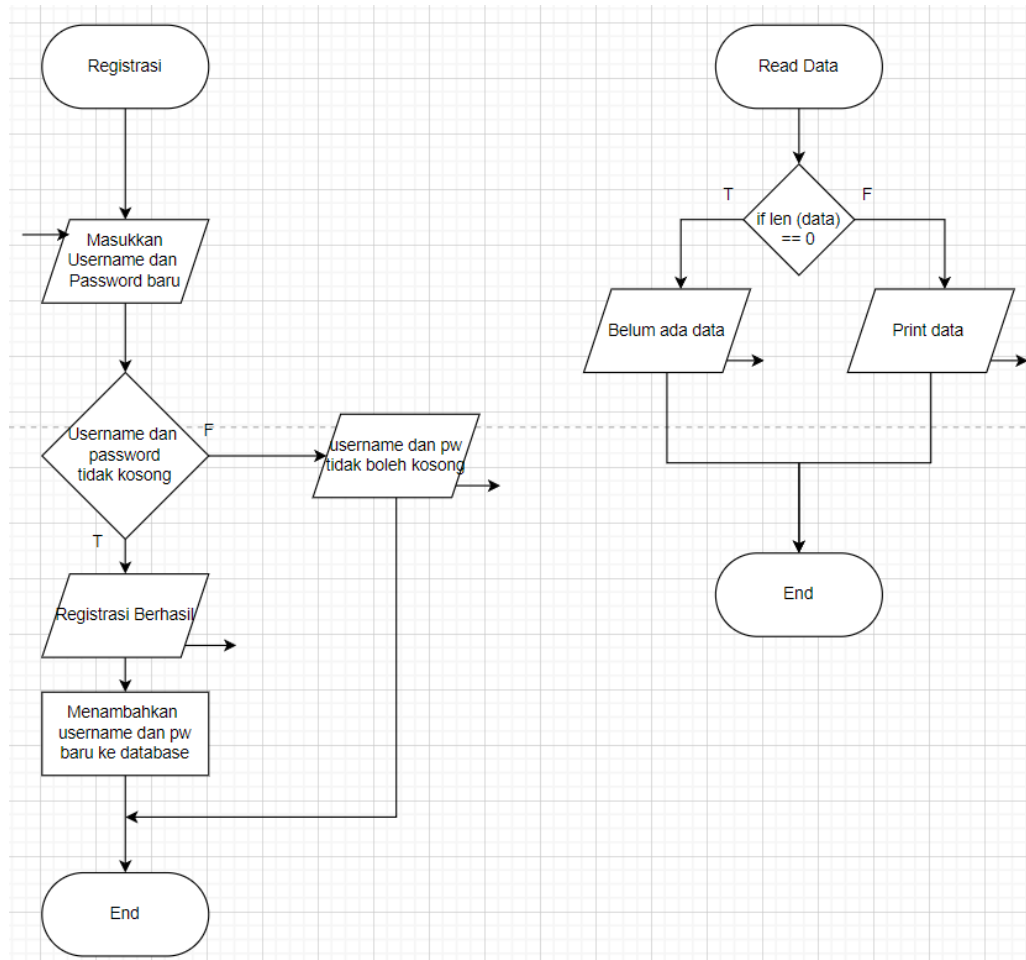 Registrasi
Masukkan
Username dan
Password baru
Username dan
password
tidak kosong
F
username dan pw
tidak boleh kosong
T
Registrasi Berhasil
Menambahkan
username dan pw
baru ke database
End
Read Data
if len (data)
== 0
T
F
Belum ada data
Print data
End